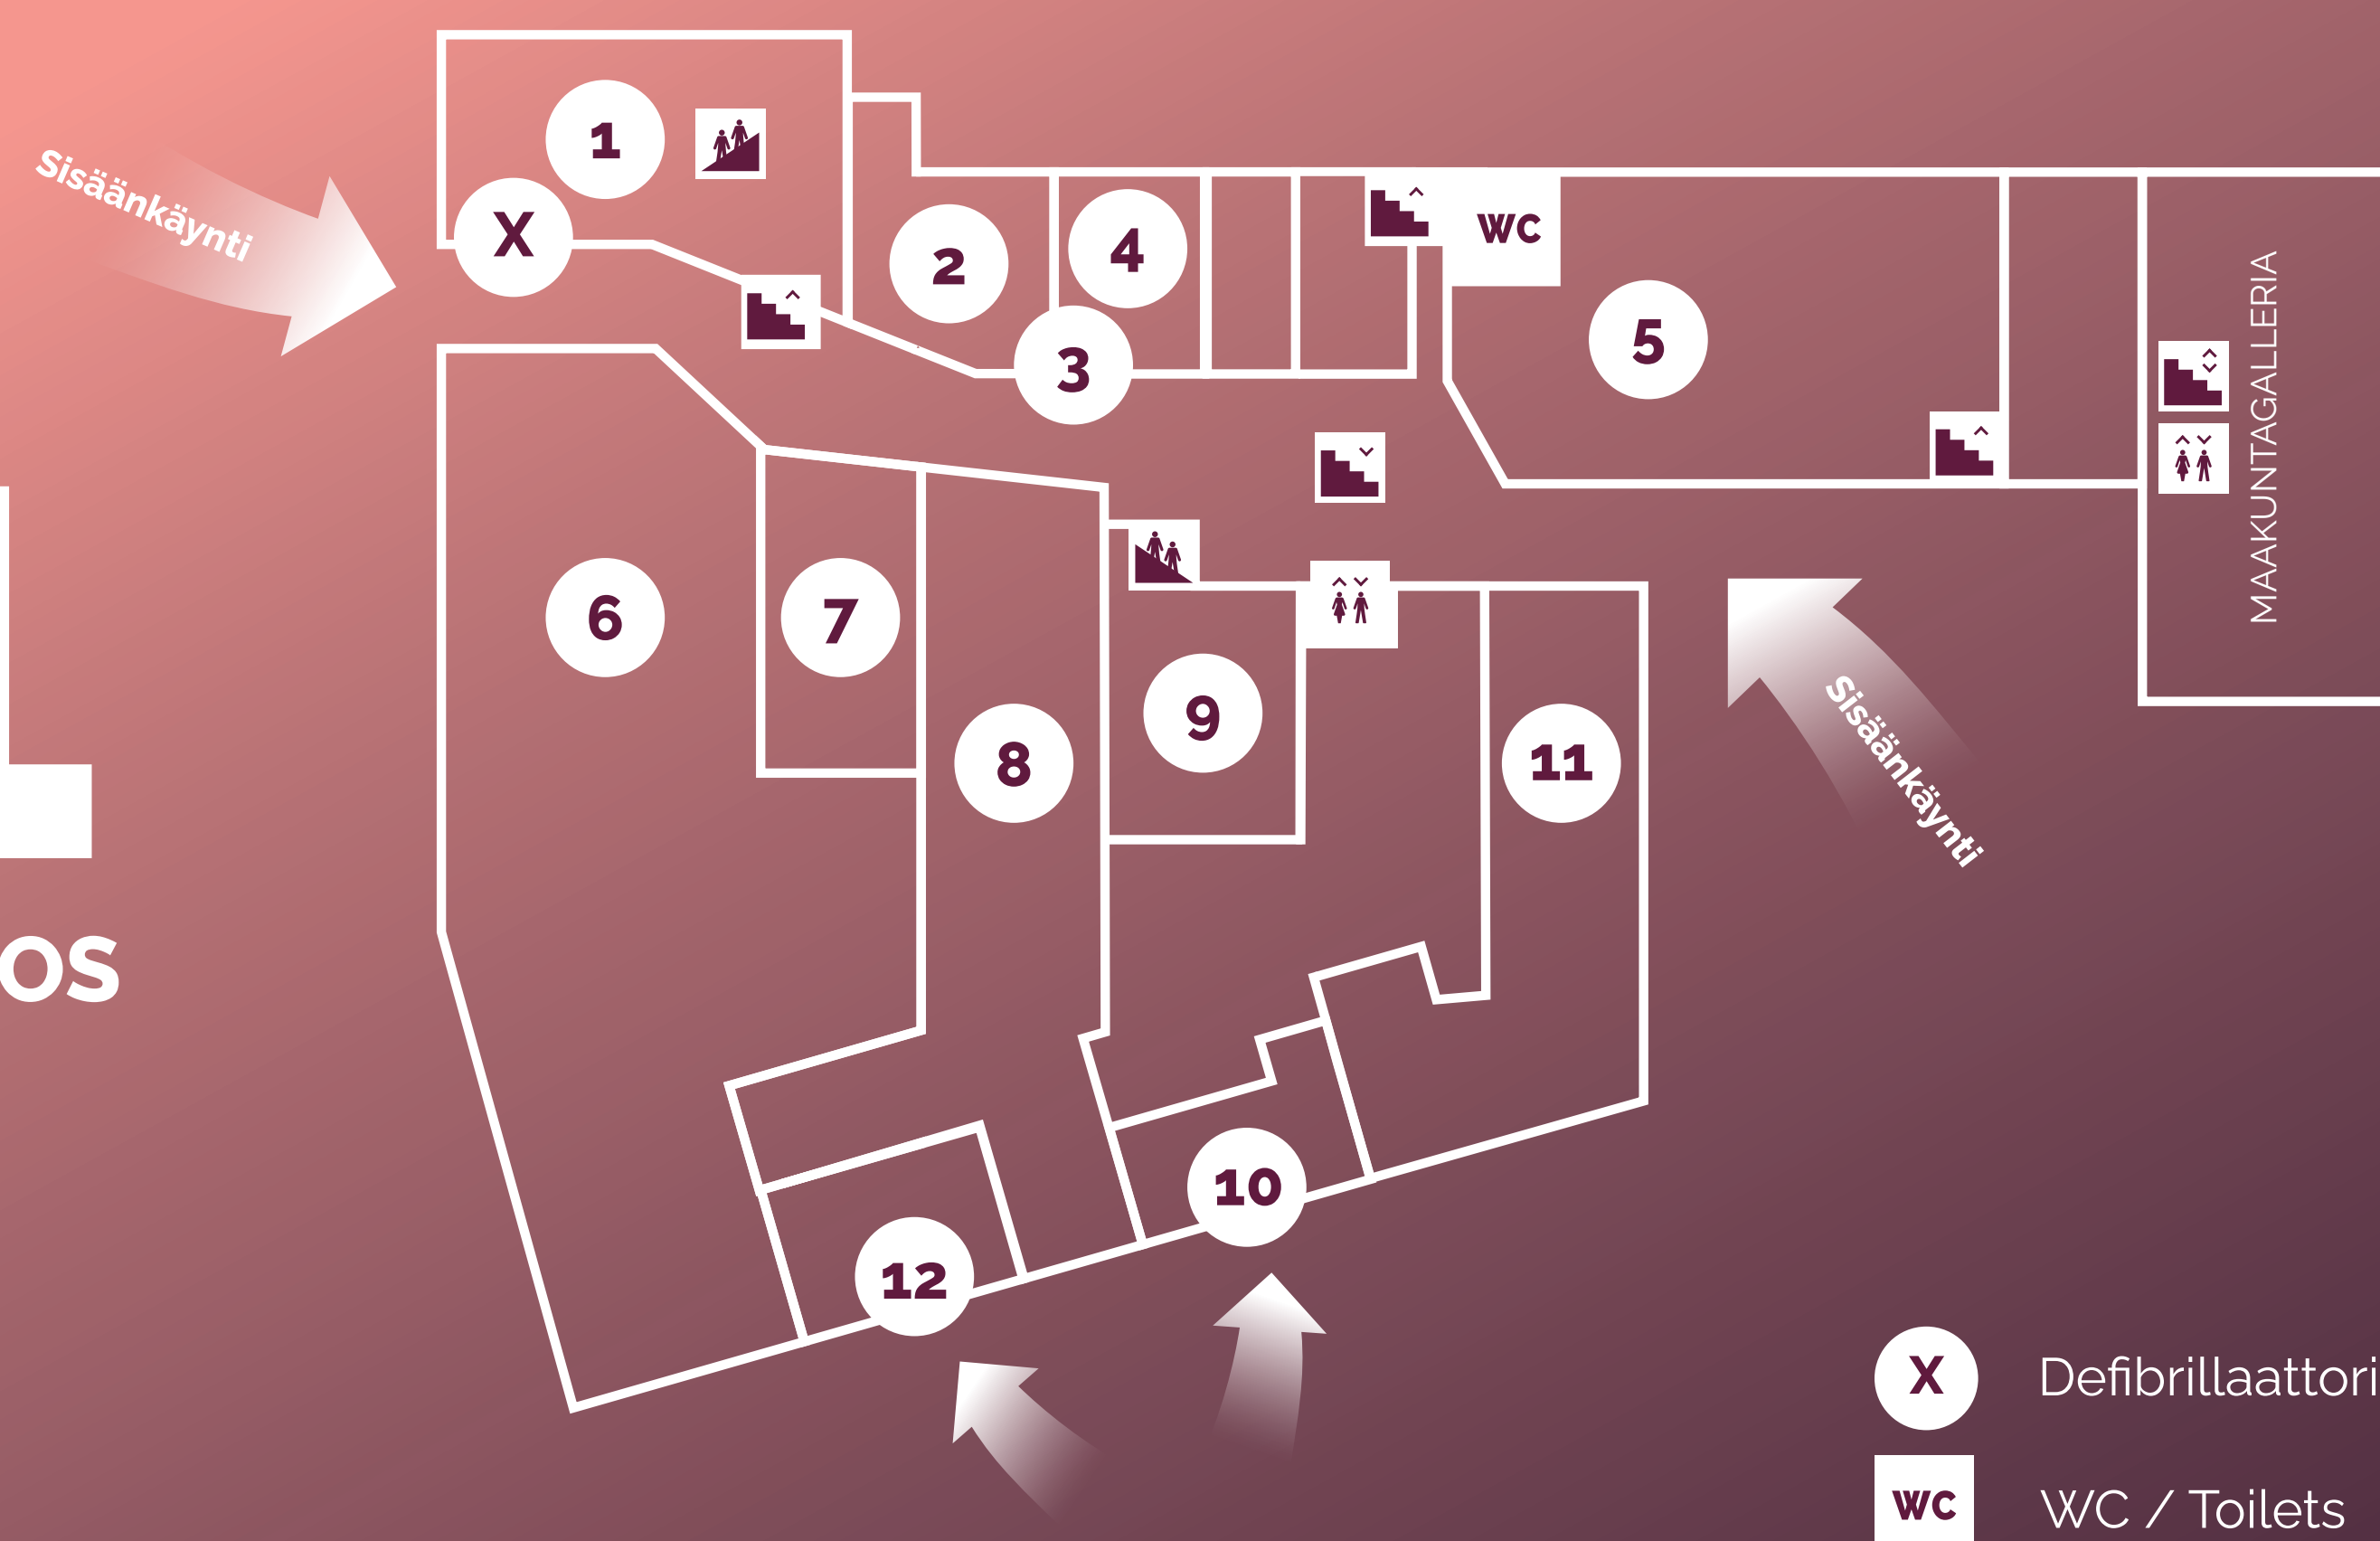 1
Sisäänkäynti
X
WC
2
4
3
5
MAAKUNTAGALLERIA
6
7
8
9
11
Sisäänkäynti
OS
10
12
X
Defibrillaattori
WC
WC / Toilets